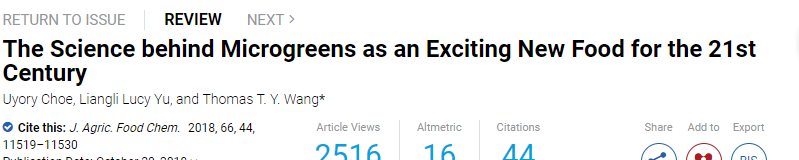 RETURN TO ISSUE REVIEW NEXT >
The Science behind Microgreens as an Exciting New Food for the 21st
Century
Uyory Choe, Liangli Lucy Yu, and Thomas T. Y. Wang*
Cite this: J. Agric. Food Chem. 2018, 66, 44,
11519–11530
Publication Date: October 29, 2018
Article Views Altmetric Citations
2516 16 44
Share Add to Export
RIS